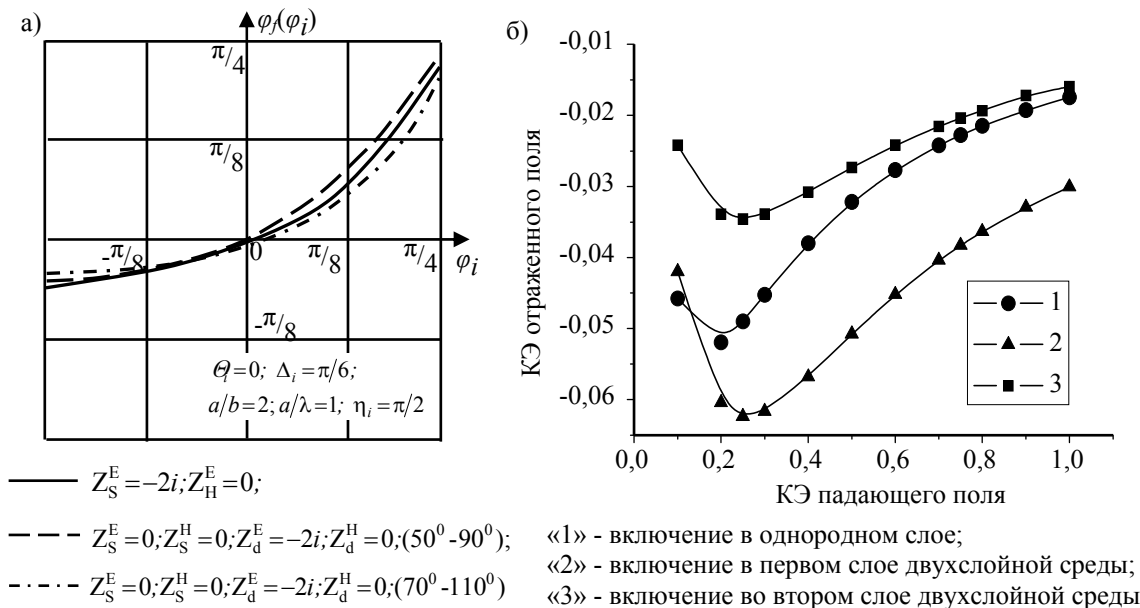 а)
φf(φi)
π/4
π/8
-π/8
0
π/8
π/4
φi
-π/8
Θi=0; Δi=π/6;
a/b=2; a/λ=1; ηi=π/2
Z_S^E=−2i; Z_H^E=0;
Z_S^E=0; Z_S^H=0; Z_d^E=−2i; Z_d^H=0; (50⁰-90⁰);
Z_S^E=0; Z_S^H=0; Z_d^E=−2i; Z_d^H=0; (70⁰-110⁰)
б)
КЭ отраженного поля
-0,01
-0,02
-0,03
-0,04
-0,05
-0,06
1
2
3
0,0 0,2 0,4 0,6 0,8 1,0
КЭ падающего поля
«1» - включение в однородном слое;
«2» - включение в первом слое двухслойной среды;
«3» - включение во втором слое двухслойной среды